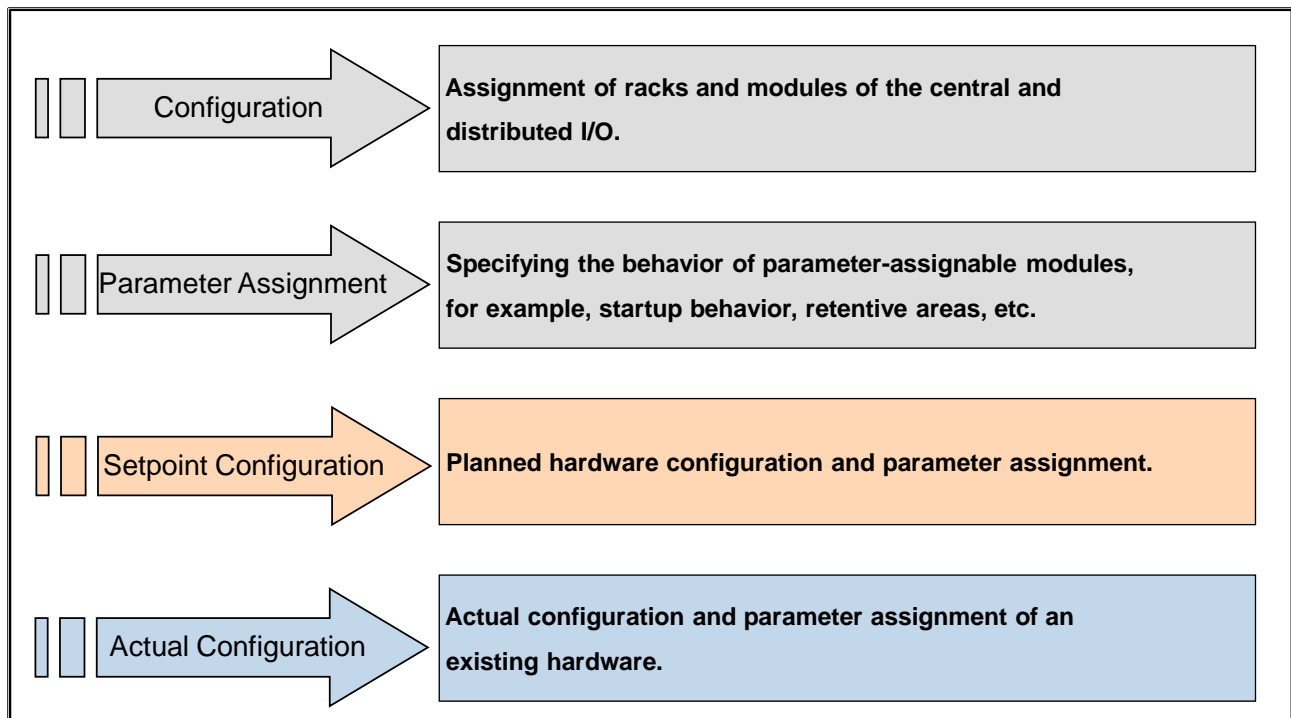 Configuration
Assignment of racks and modules of the central and
distributed I/O.
Parameter Assignment
Specifying the behavior of parameter-assignable modules,
for example, startup behavior, retentive areas, etc.
Setpoint Configuration
Planned hardware configuration and parameter assignment.
Actual Configuration
Actual configuration and parameter assignment of an
existing hardware.